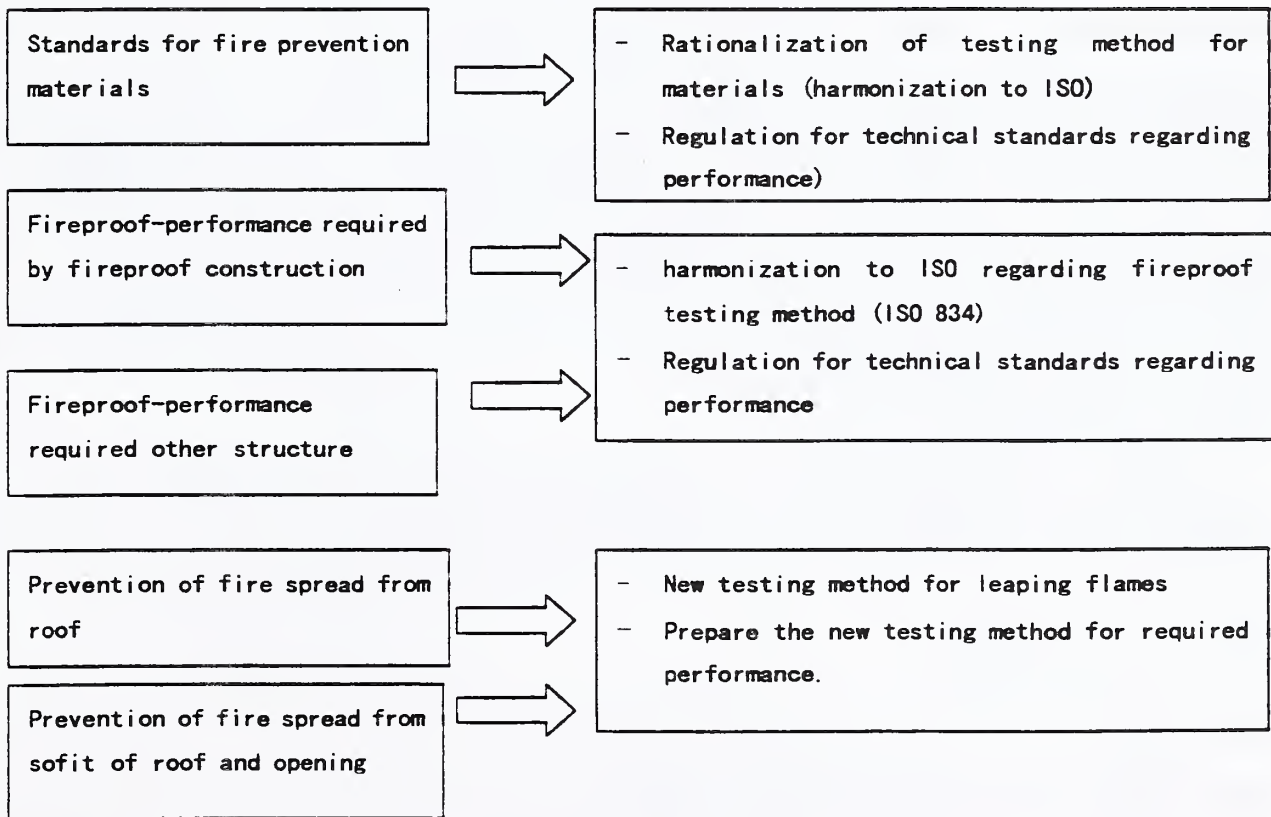 Standards for fire prevention
materials
- Rationalization of testing method for
materials (harmonization to ISO)
- Regulation for technical standards regarding
performance)
Fireproof-performance required
by fireproof construction
- harmonization to ISO regarding fireproof
testing method (ISO 834)
- Regulation for technical standards regarding
performance
Fireproof-performance
required other structure
Prevention of fire spread from
roof
- New testing method for leaping flames
- Prepare the new testing method for required
performance.
Prevention of fire spread from
sofit of roof and opening